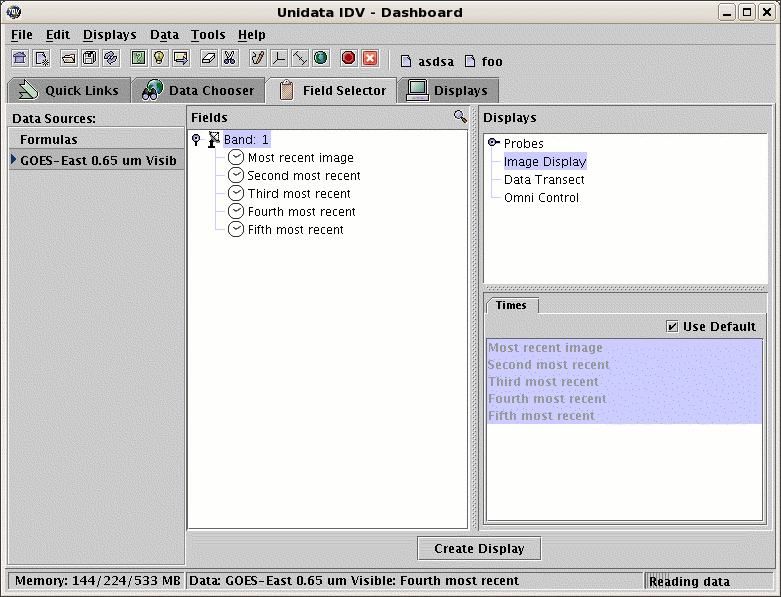 Unidata IDV - Dashboard
File Edit Displays Data Tools Help
asdsa foo
Quick Links Data Chooser Field Selector Displays
Data Sources:
Formulas
GOES-East 0.65 um Visib
Fields
Band: 1
Most recent image
Second most recent
Third most recent
Fourth most recent
Fifth most recent
Displays
Probes
Image Display
Data Transect
Omni Control
Times
Use Default
Most recent image
Second most recent
Third most recent
Fourth most recent
Fifth most recent
Create Display
Memory: 144/224/533 MB
Data: GOES-East 0.65 um Visible: Fourth most recent
Reading data